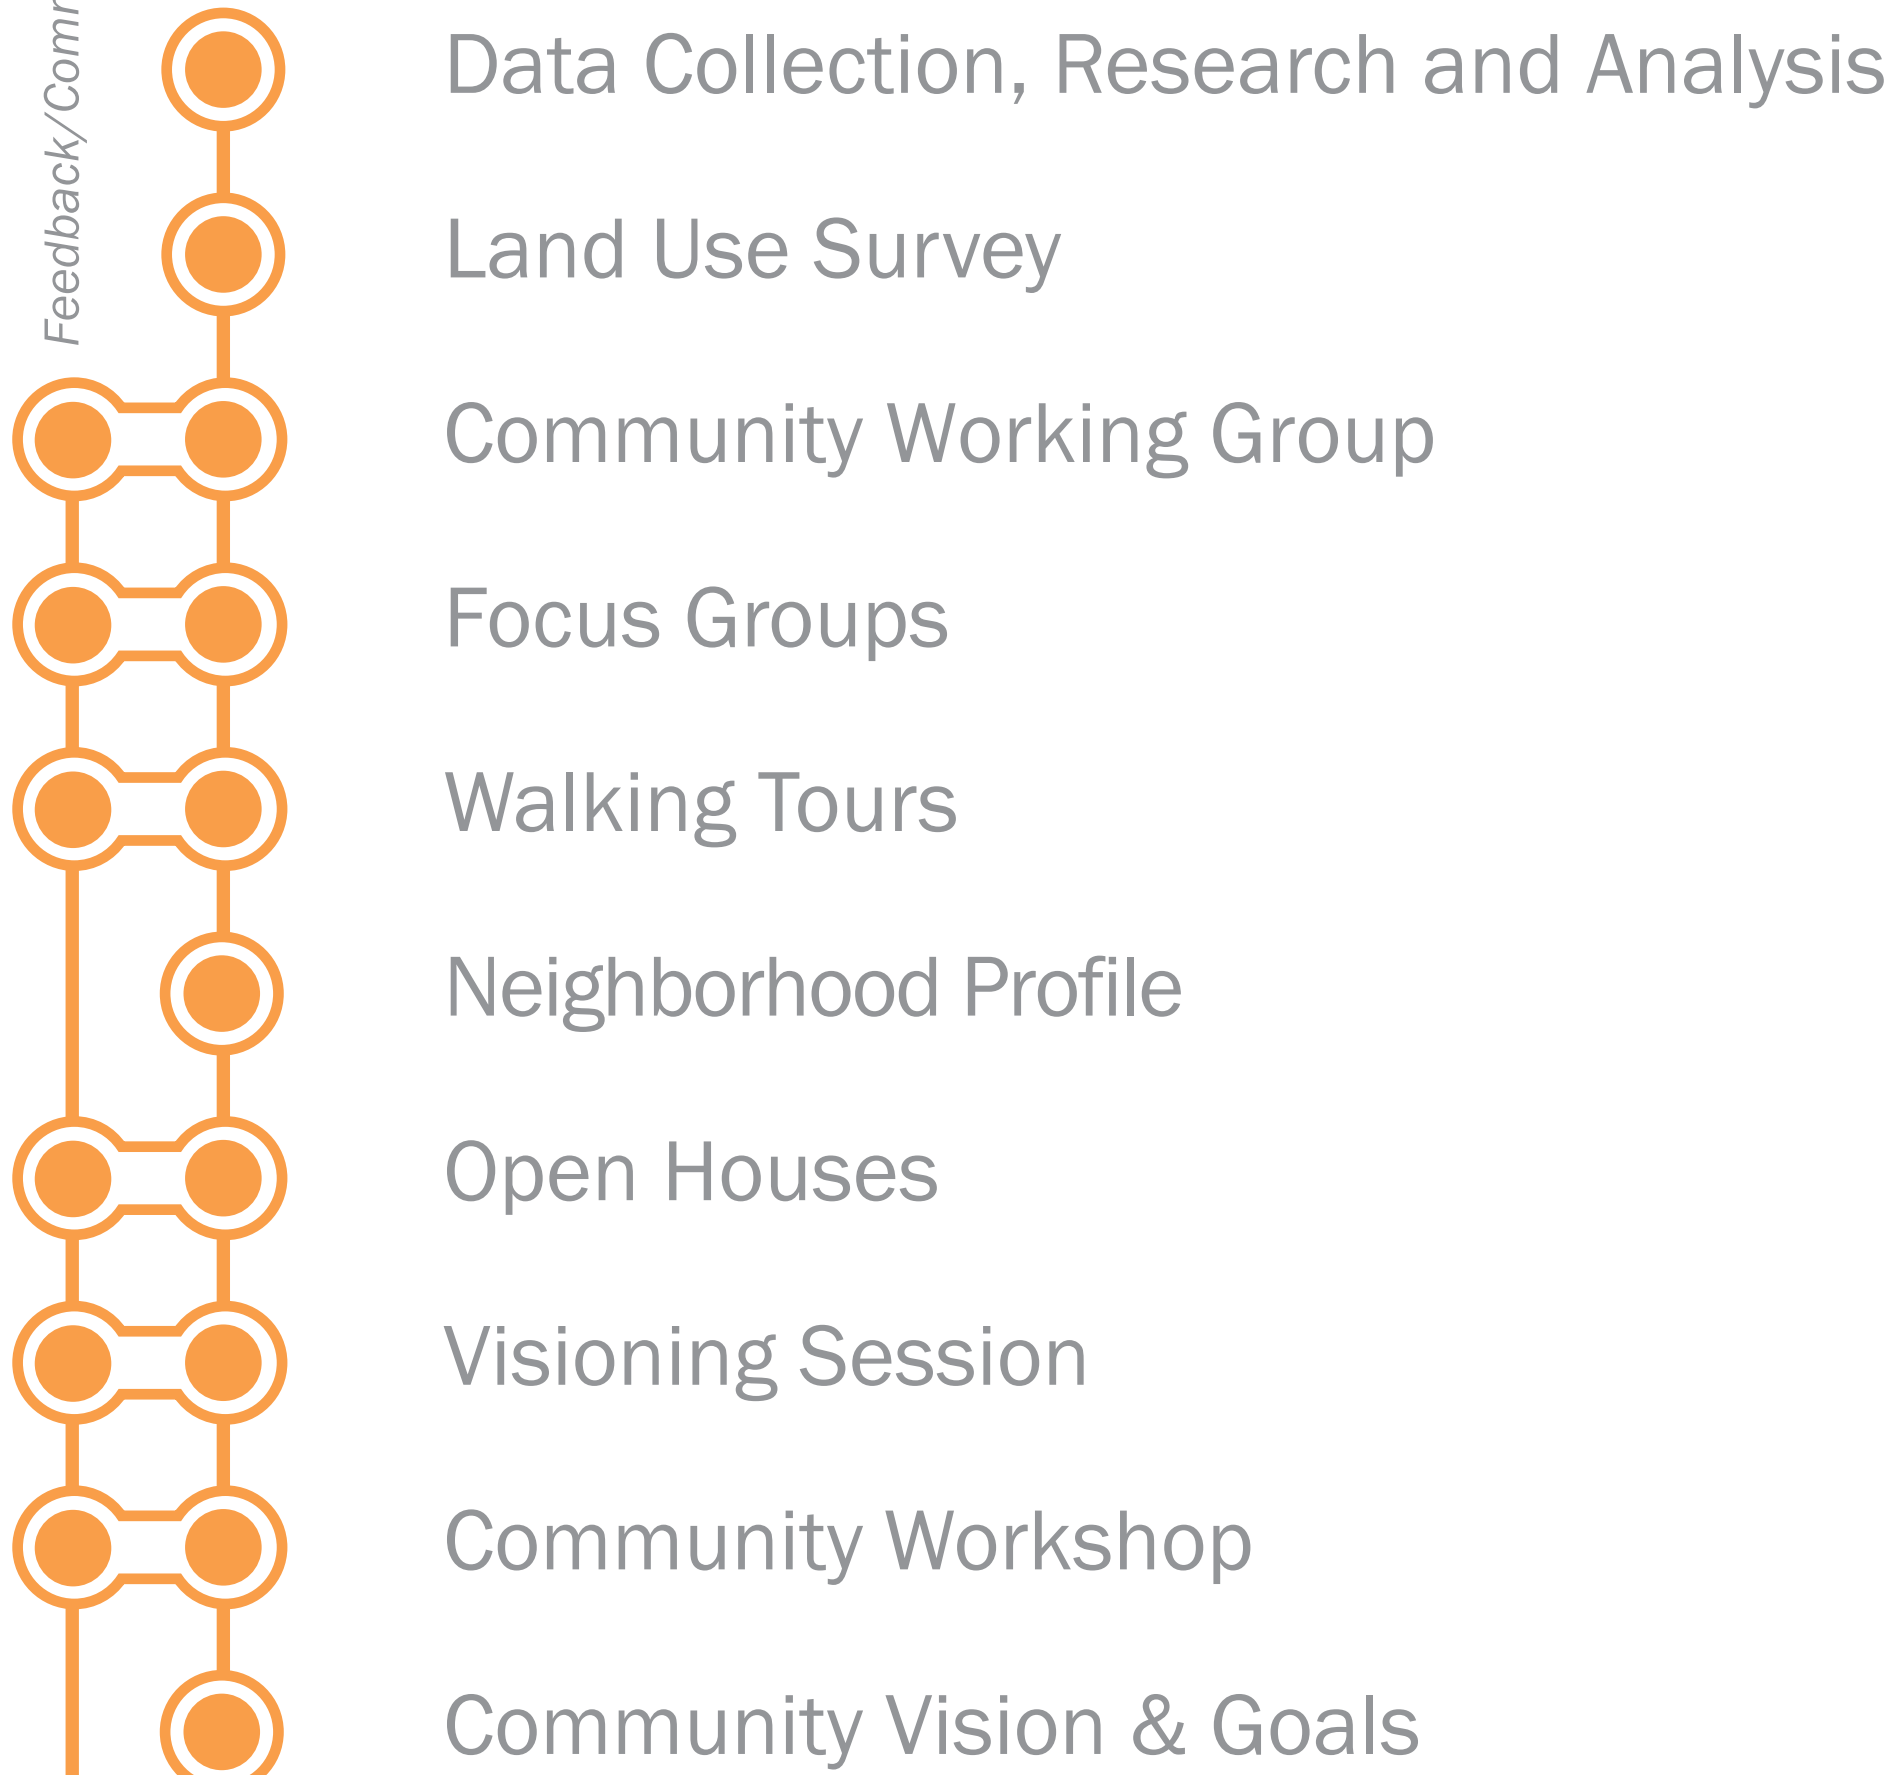 Feedback/
Data Collection, Research and Analysis
Land Use Survey
Community Working Group
Focus Groups
Walking Tours
Neighborhood Profile
Open Houses
Visioning Session
Community Workshop
Community Vision & Goals